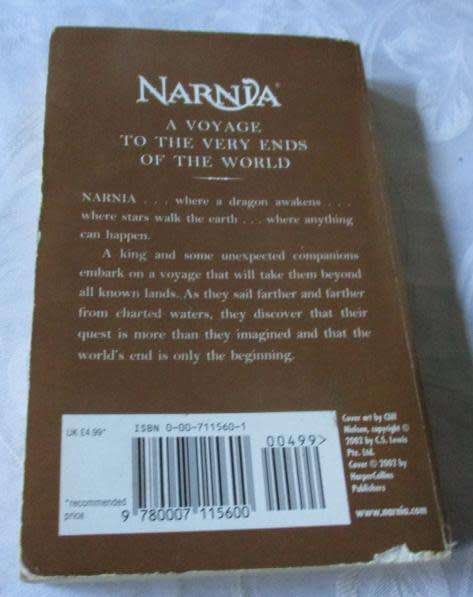 NARNIA®
A VOYAGE
TO THE VERY ENDS
OF THE WORLD
NARNIA . . . where a dragon awakens . . .
where stars walk the earth . . . where anything
can happen.
A king and some unexpected companions
embark on a voyage that will take them beyond
all known lands. As they sail farther and farther
from charted waters, they discover that their
quest is more than they imagined and that the
world's end is only the beginning.
UK £4.99*
ISBN 0-00-711560-1
00499>
*recommended
price
9 780007 115600
Cover art by Cliff
Nielsen, copyright ©
2002 by C.S. Lewis
Pte. Ltd.
Cover © 2002 by
HarperCollins
Publishers
www.narnia.com